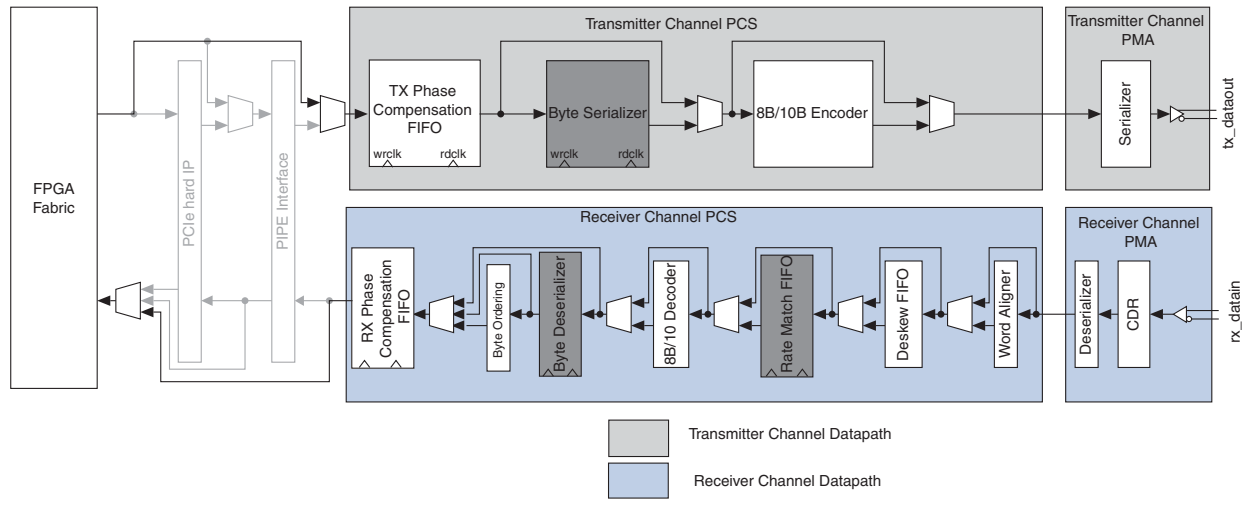 Transmitter Channel PCS
Transmitter Channel
PMA
FPGA
Fabric
PCIe hard IP
PIPE Interface
TX Phase
Compensation
FIFO
wrclk
rdclk
Byte Serializer
wrclk
rdclk
8B/10B Encoder
Serializer
tx_dataout
Receiver Channel PCS
Receiver Channel
PMA
RX Phase
Compensation
FIFO
Byte Ordering
Byte Deserializer
8B/10 Decoder
Rate Match FIFO
Deskew FIFO
Word Aligner
Deserializer
CDR
rx_datain
Transmitter Channel Datapath
Receiver Channel Datapath